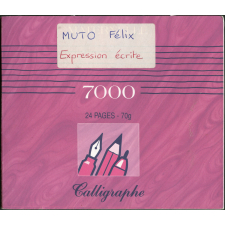 MUTO Félix
Expression écrite
7000
24 PAGES - 70g
Calligraphe